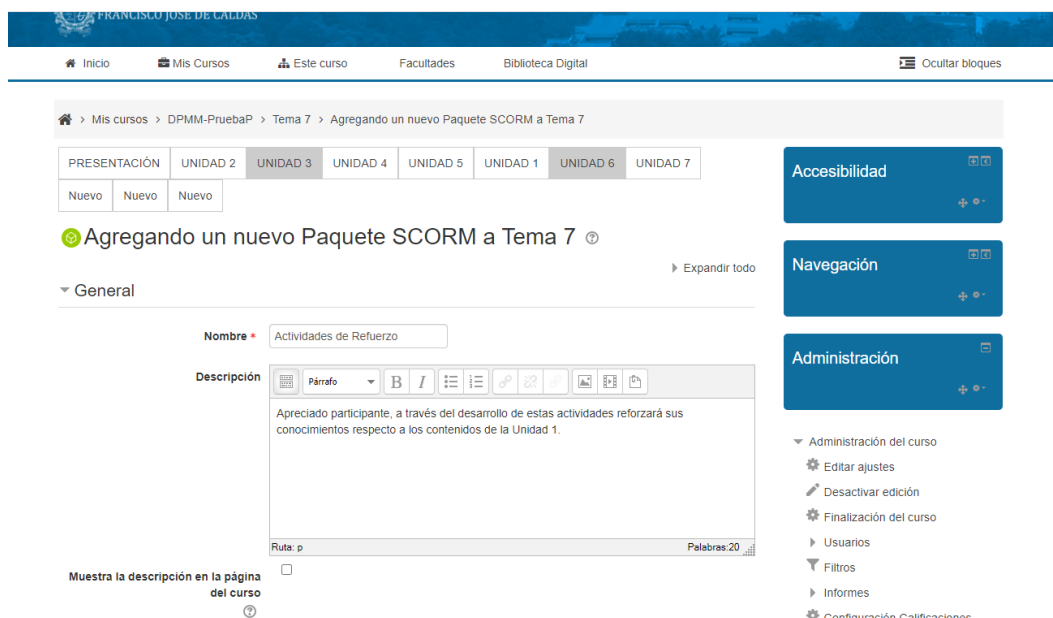 FRANCISCO JOSÉ DE CALDAS
Inicio Mis Cursos Este curso Facultades Biblioteca Digital Ocultar bloques
> Mis cursos > DPMM-PruebaP > Tema 7 > Agregando un nuevo Paquete SCORM a Tema 7
PRESENTACIÓN UNIDAD 2 UNIDAD 3 UNIDAD 4 UNIDAD 5 UNIDAD 1 UNIDAD 6 UNIDAD 7
Nuevo Nuevo Nuevo
Agregando un nuevo Paquete SCORM a Tema 7
Expandir todo
General
Nombre * Actividades de Refuerzo
Descripción
Párrafo B I
Apreciado participante, a través del desarrollo de estas actividades reforzará sus
conocimientos respecto a los contenidos de la Unidad 1.
Ruta: p Palabras:20
Muestra la descripción en la página
del curso
Accesibilidad
Navegación
Administración
Administración del curso
Editar ajustes
Desactivar edición
Finalización del curso
Usuarios
Filtros
Informes
Configuración Calificaciones